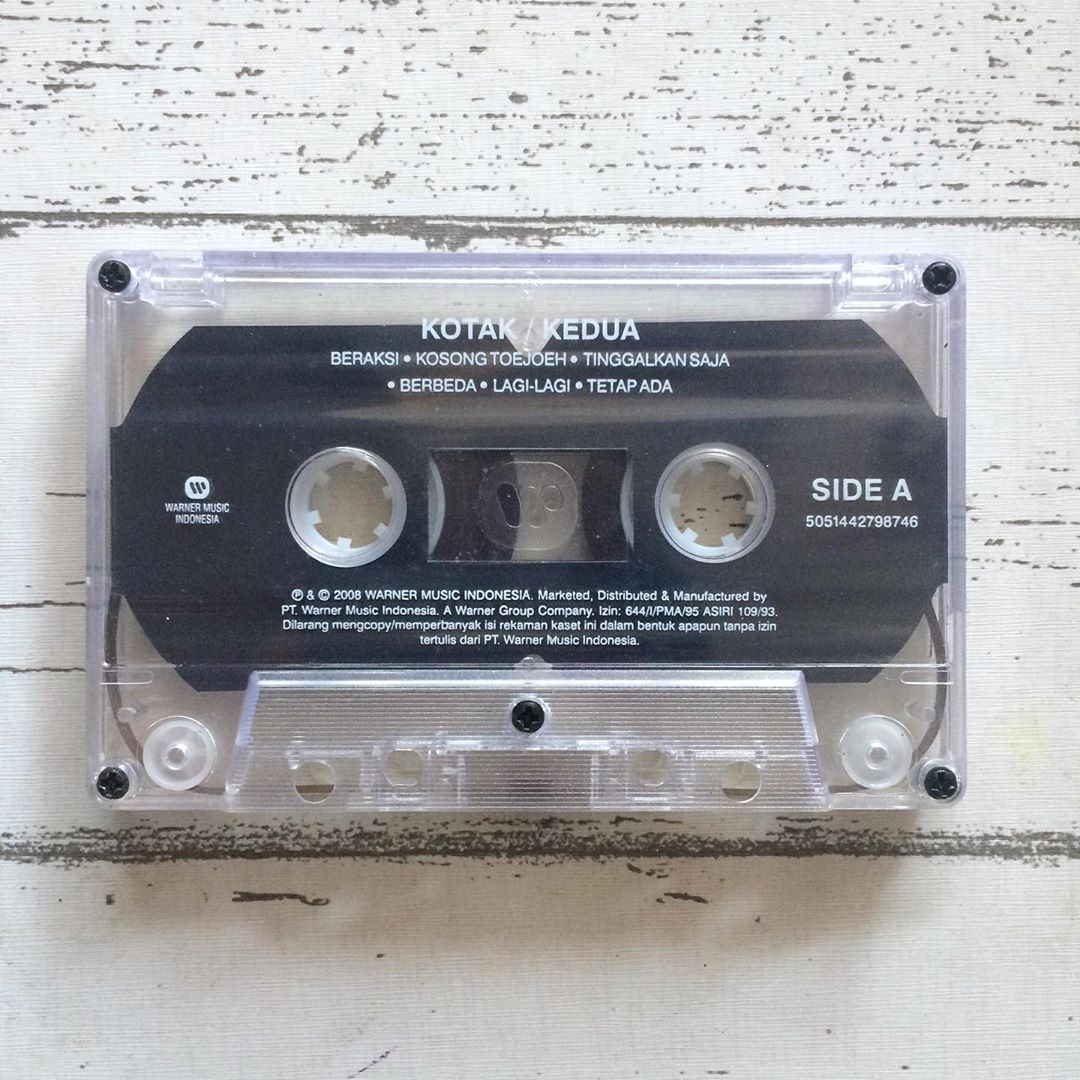 KOTAK / KEDUA
BERAKSI • KOSONG TOEJOEH • TINGGALKAN SAJA
• BERBEDA • LAGI-LAGI • TETAP ADA
WARNER MUSIC
INDONESIA
SIDE A
5051442798746
℗ & © 2008 WARNER MUSIC INDONESIA. Marketed, Distributed & Manufactured by
PT. Warner Music Indonesia. A Warner Group Company. Izin: 644/I/PMA/95 ASIRI 109/93.
Dilarang mengcopy/memperbanyak isi rekaman kaset ini dalam bentuk apapun tanpa izin
tertulis dari PT. Warner Music Indonesia.